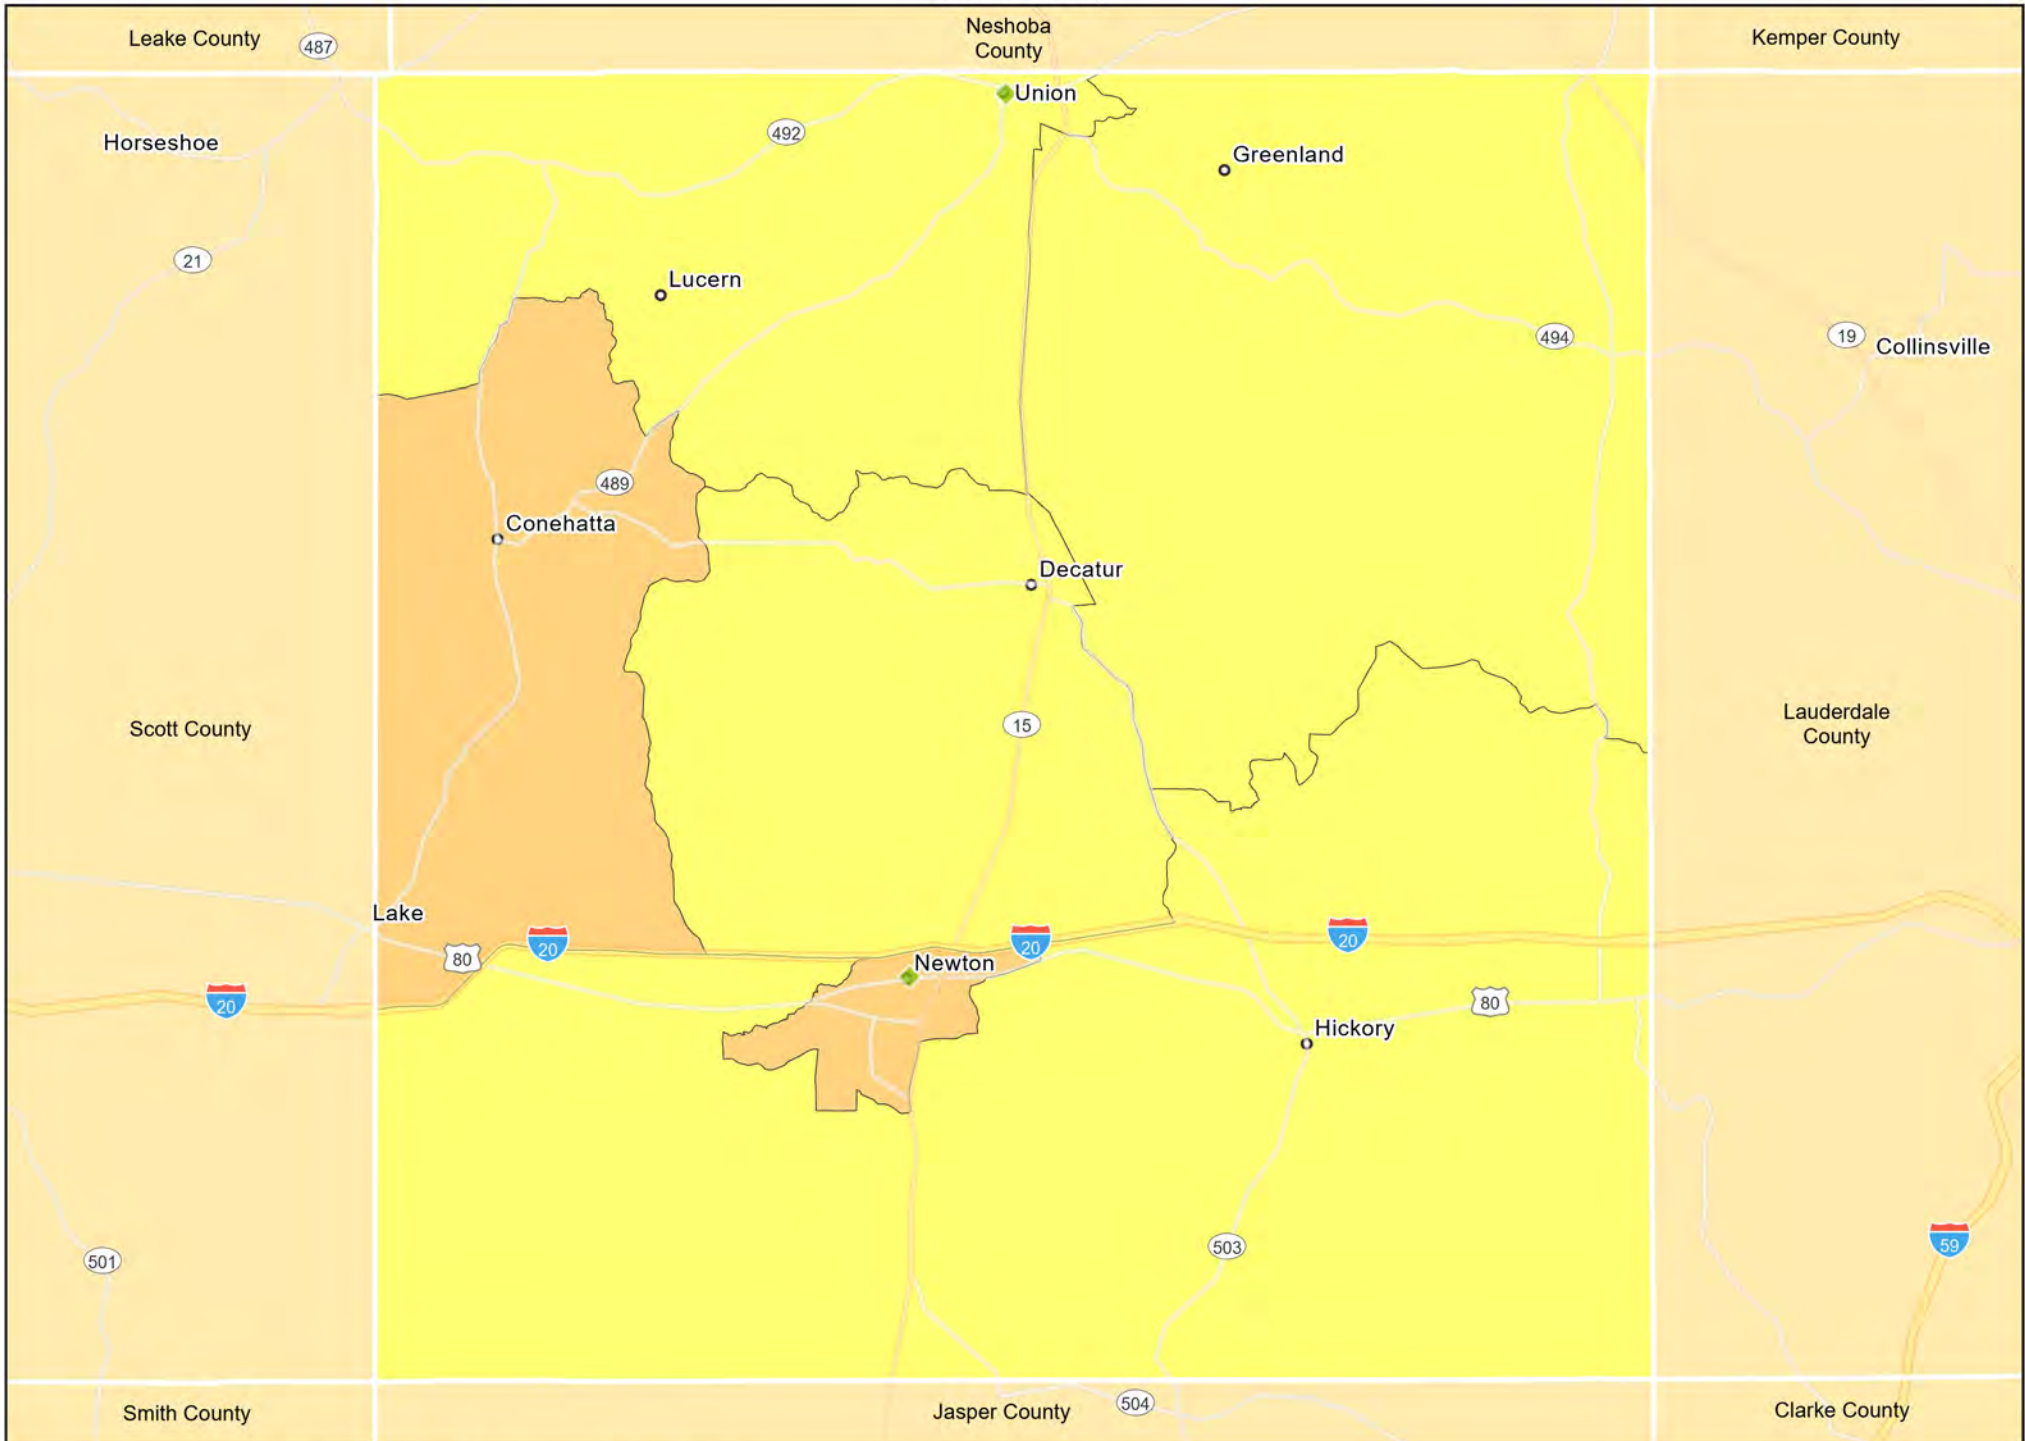 Leake County
487
Neshoba
County
Kemper County
Union
492
Horseshoe
Greenland
21
Lucern
494
19
Collinsville
489
Conehatta
Decatur
15
Scott County
Lauderdale
County
Lake
20
20
20
80
Newton
20
80
Hickory
503
59
501
504
Smith County
Jasper County
Clarke County